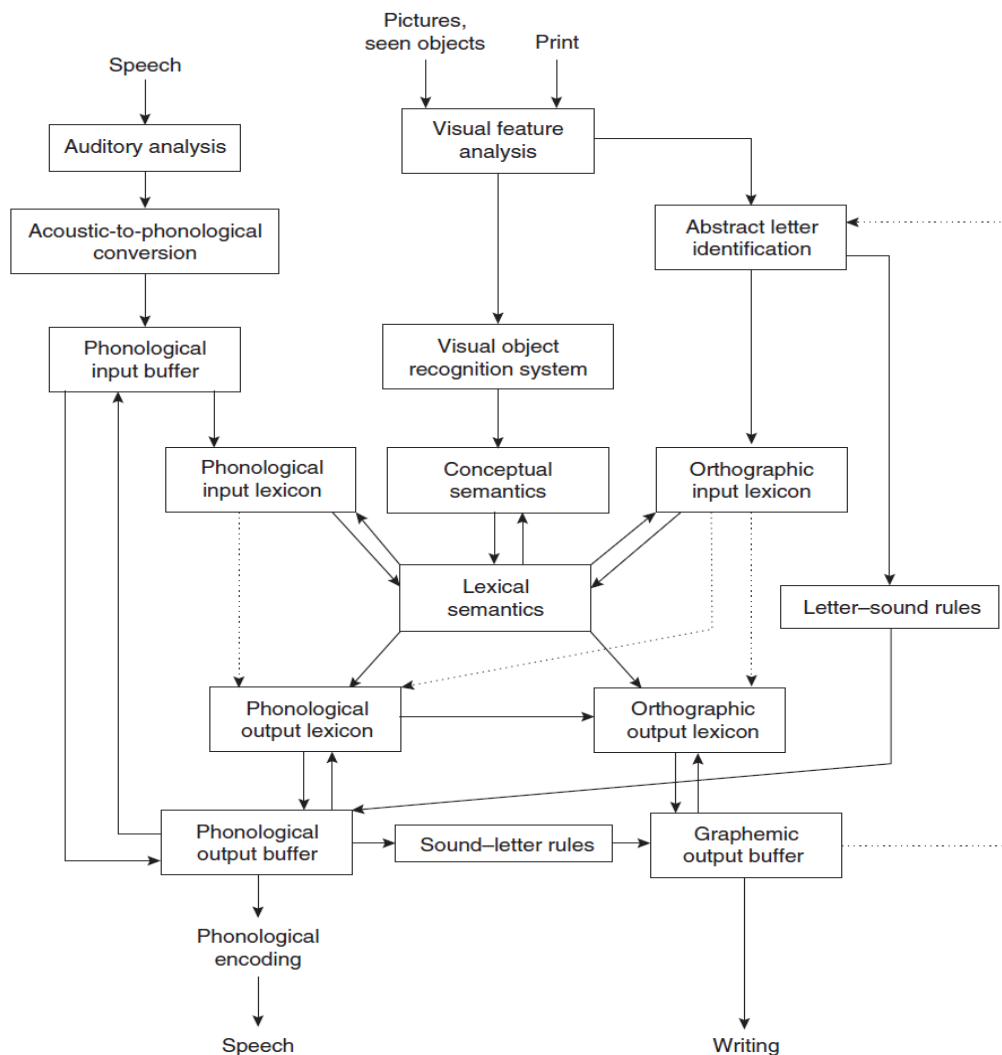 Pictures,
seen objects
Print
Speech
Visual feature
analysis
Auditory analysis
Abstract letter
identification
Acoustic-to-phonological
conversion
Phonological
input buffer
Visual object
recognition system
Phonological
input lexicon
Conceptual
semantics
Orthographic
input lexicon
Lexical
semantics
Letter–sound rules
Phonological
output lexicon
Orthographic
output lexicon
Phonological
output buffer
Sound–letter rules
Graphemic
output buffer
Phonological
encoding
Speech
Writing